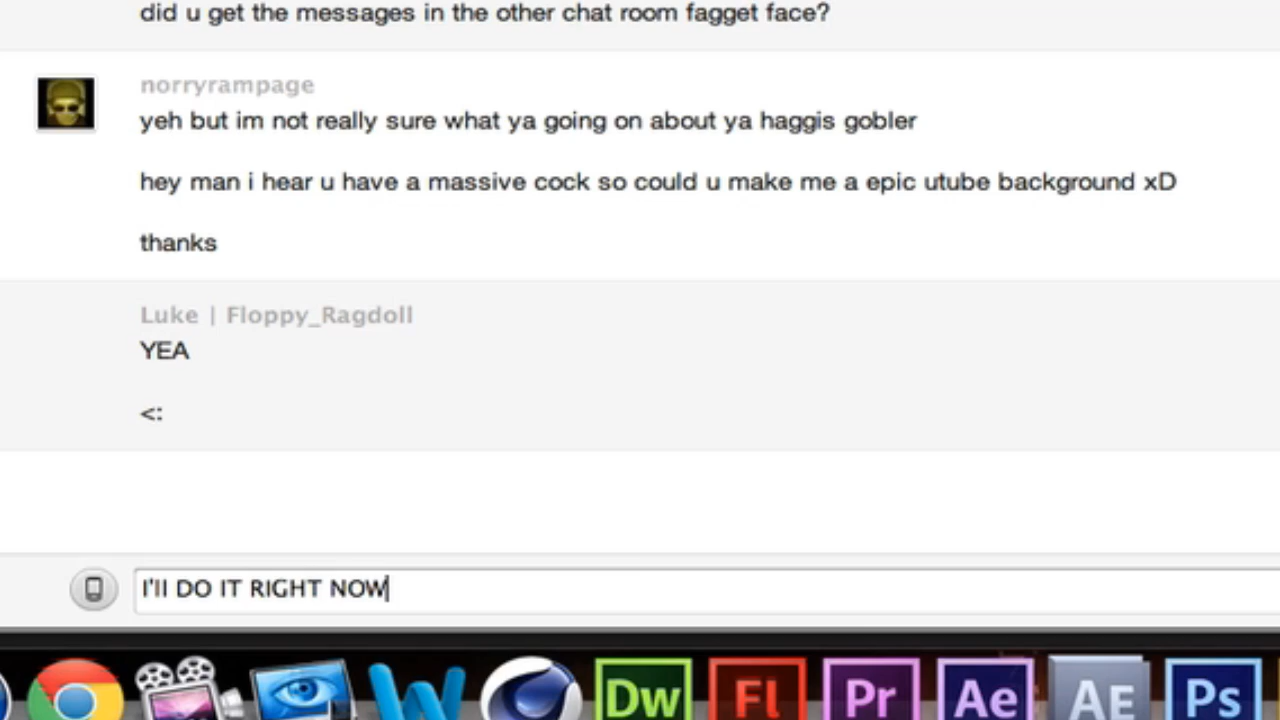 did u get the messages in the other chat room fagget face?
norryrampage
yeh but im not really sure what ya going on about ya haggis gobler
hey man i hear u have a massive cock so could u make me a epic utube background xD
thanks
Luke | Floppy_Ragdoll
YEA
<:
I'll DO IT RIGHT NOW
Dw Fl Pr Ae AE Ps